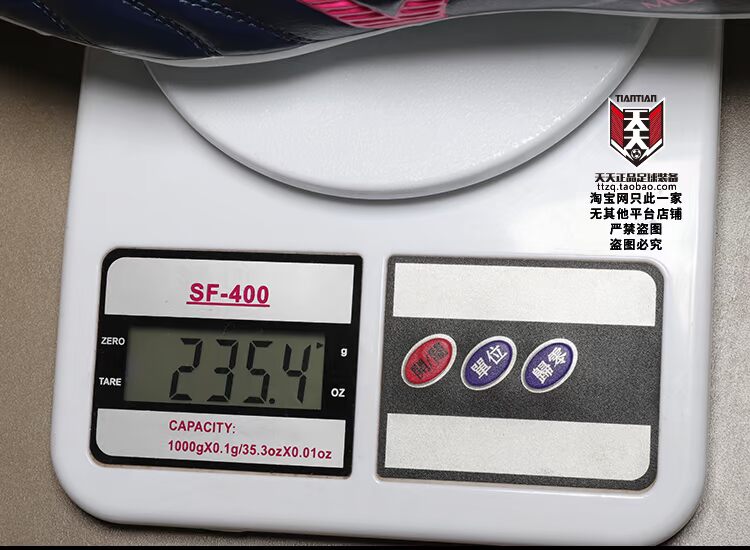 TIANTIAN
天天
天天正品足球装备
ttzq.taobao.com
淘宝网只此一家
无其他平台店铺
严禁盗图
盗图必究
SF-400
ZERO
g
235.4
TARE
OZ
CAPACITY:
1000gX0.1g/35.3ozX0.01oz
單位
歸零